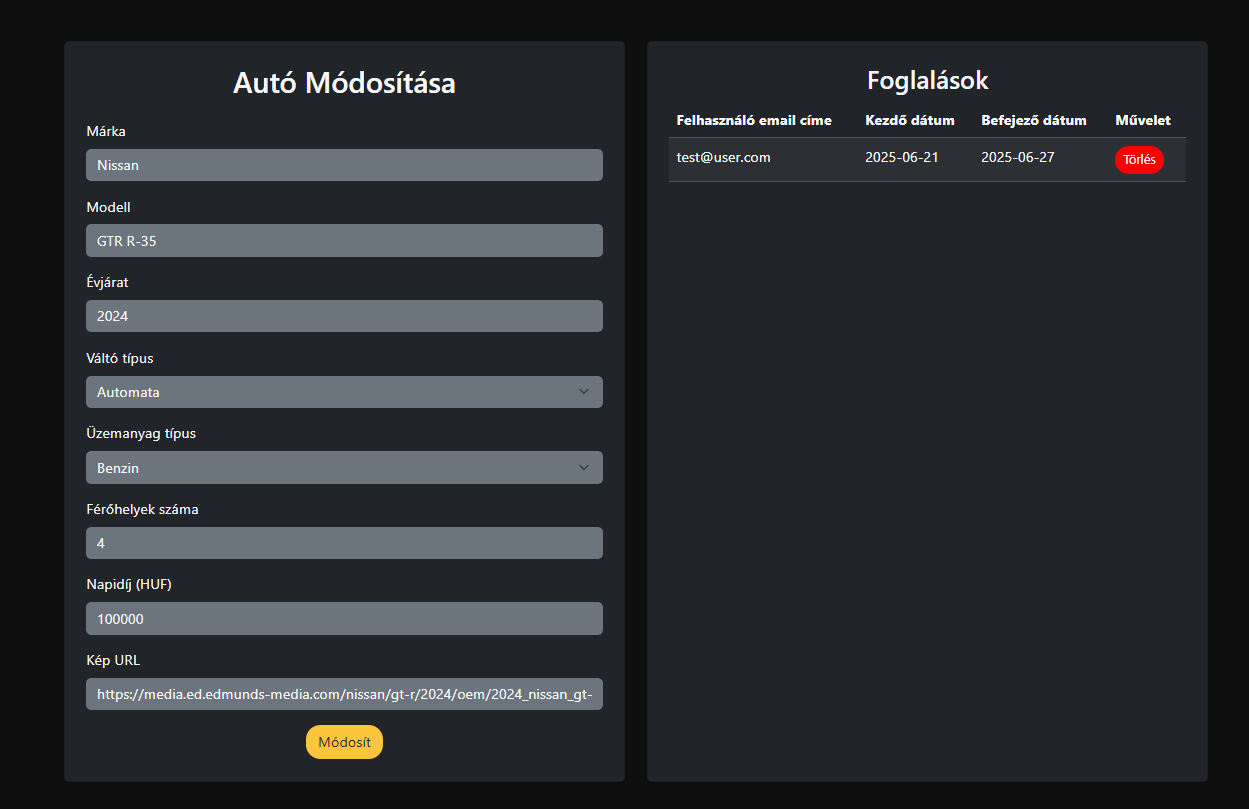 Autó Módosítása
Márka
Nissan
Modell
GTR R-35
Évjárat
2024
Váltó típus
Automata
Üzemanyag típus
Benzin
Férőhelyek száma
4
Napidíj (HUF)
100000
Kép URL
https://media.ed.edmunds-media.com/nissan/gt-r/2024/oem/2024_nissan_gt-
Módosít
Foglalások
Felhasználó email címe Kezdő dátum Befejező dátum Művelet
test@user.com 2025-06-21 2025-06-27 Törlés